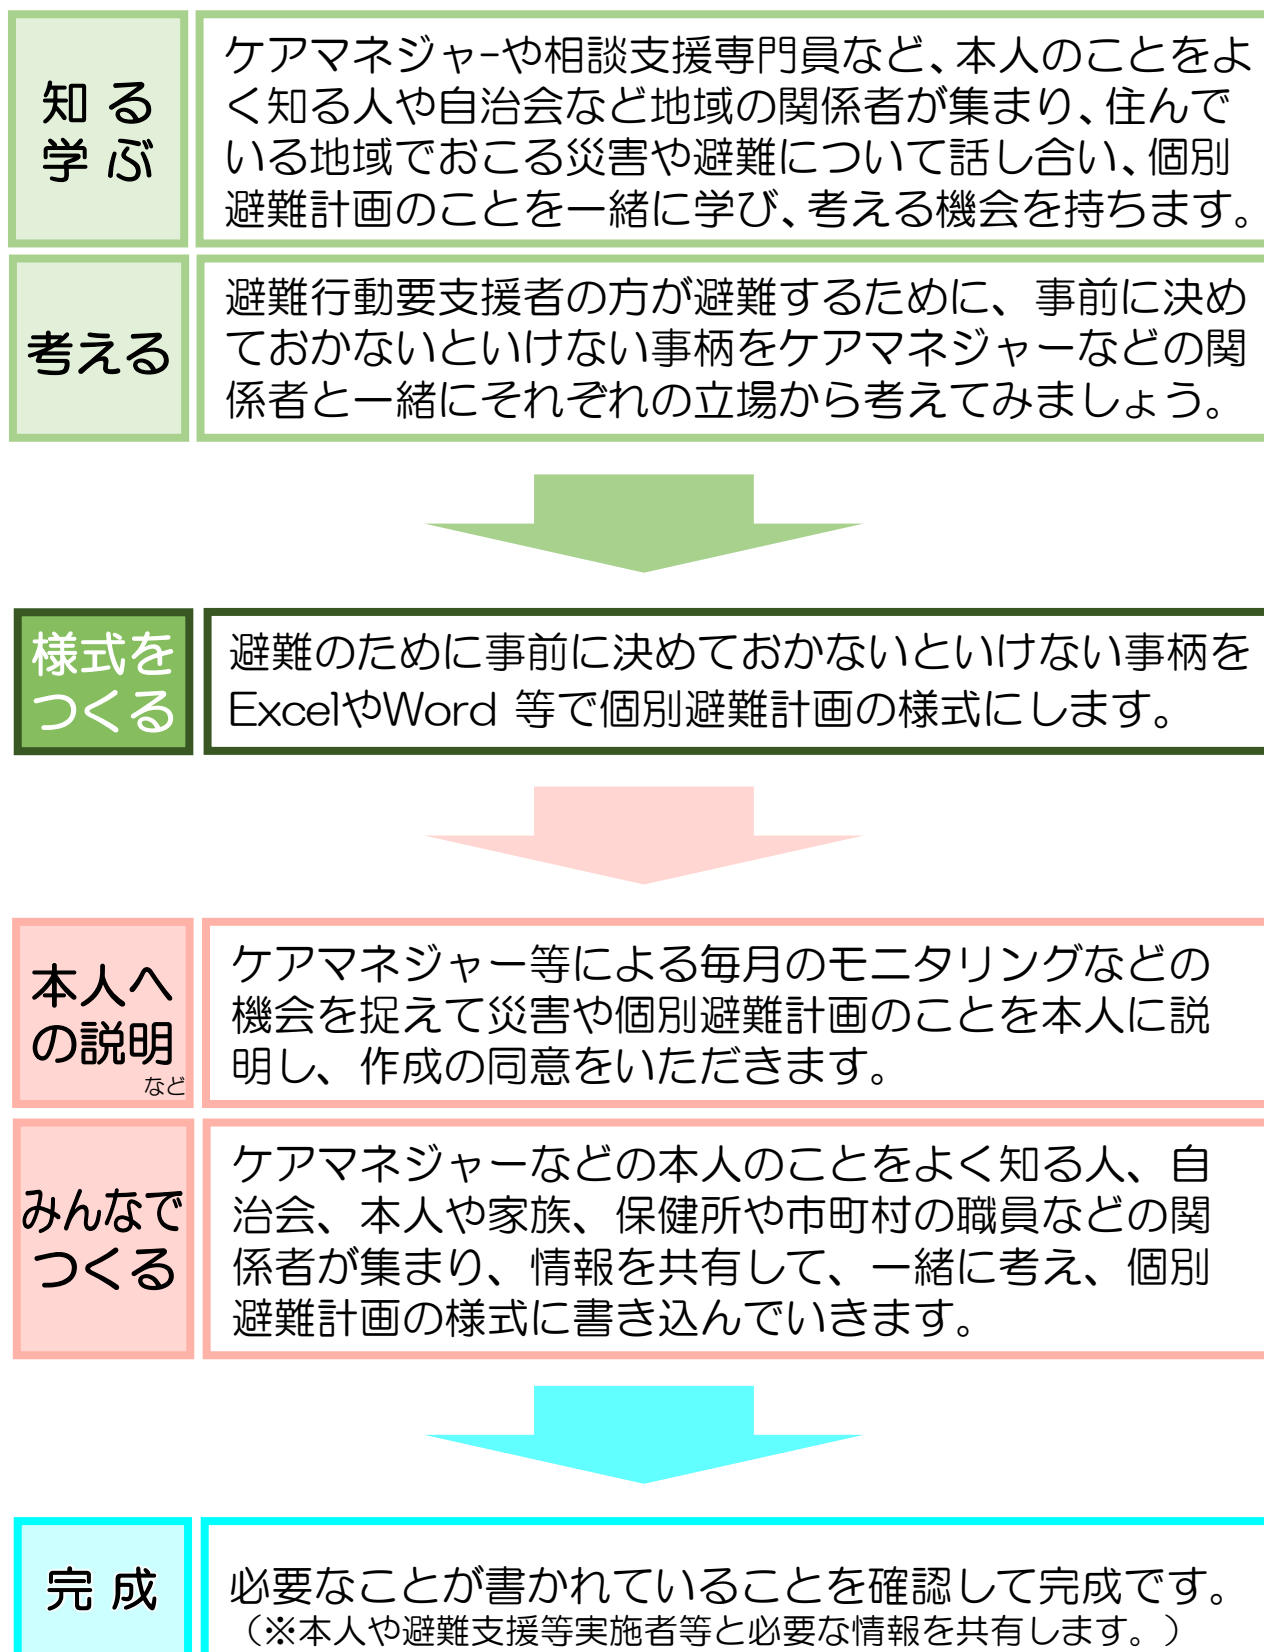 知る
学ぶ
ケアマネジャ-や相談支援専門員など、本人のことをよ
く知る人や自治会など地域の関係者が集まり、住んで
いる地域でおこる災害や避難について話し合い、個別
避難計画のことを一緒に学び、考える機会を持ちます。
考える
避難行動要支援者の方が避難するために、事前に決め
ておかないといけない事柄をケアマネジャーなどの関
係者と一緒にそれぞれの立場から考えてみましょう。
様式を
つくる
避難のために事前に決めておかないといけない事柄を
ExcelやWord 等で個別避難計画の様式にします。
本人へ
の説明
など
ケアマネジャー等による毎月のモニタリングなどの
機会を捉えて災害や個別避難計画のことを本人に説
明し、作成の同意をいただきます。
みんなで
つくる
ケアマネジャーなどの本人のことをよく知る人、自
治会、本人や家族、保健所や市町村の職員などの関
係者が集まり、情報を共有して、一緒に考え、個別
避難計画の様式に書き込んでいきます。
完成
必要なことが書かれていることを確認して完成です。
（※本人や避難支援等実施者等と必要な情報を共有します。）